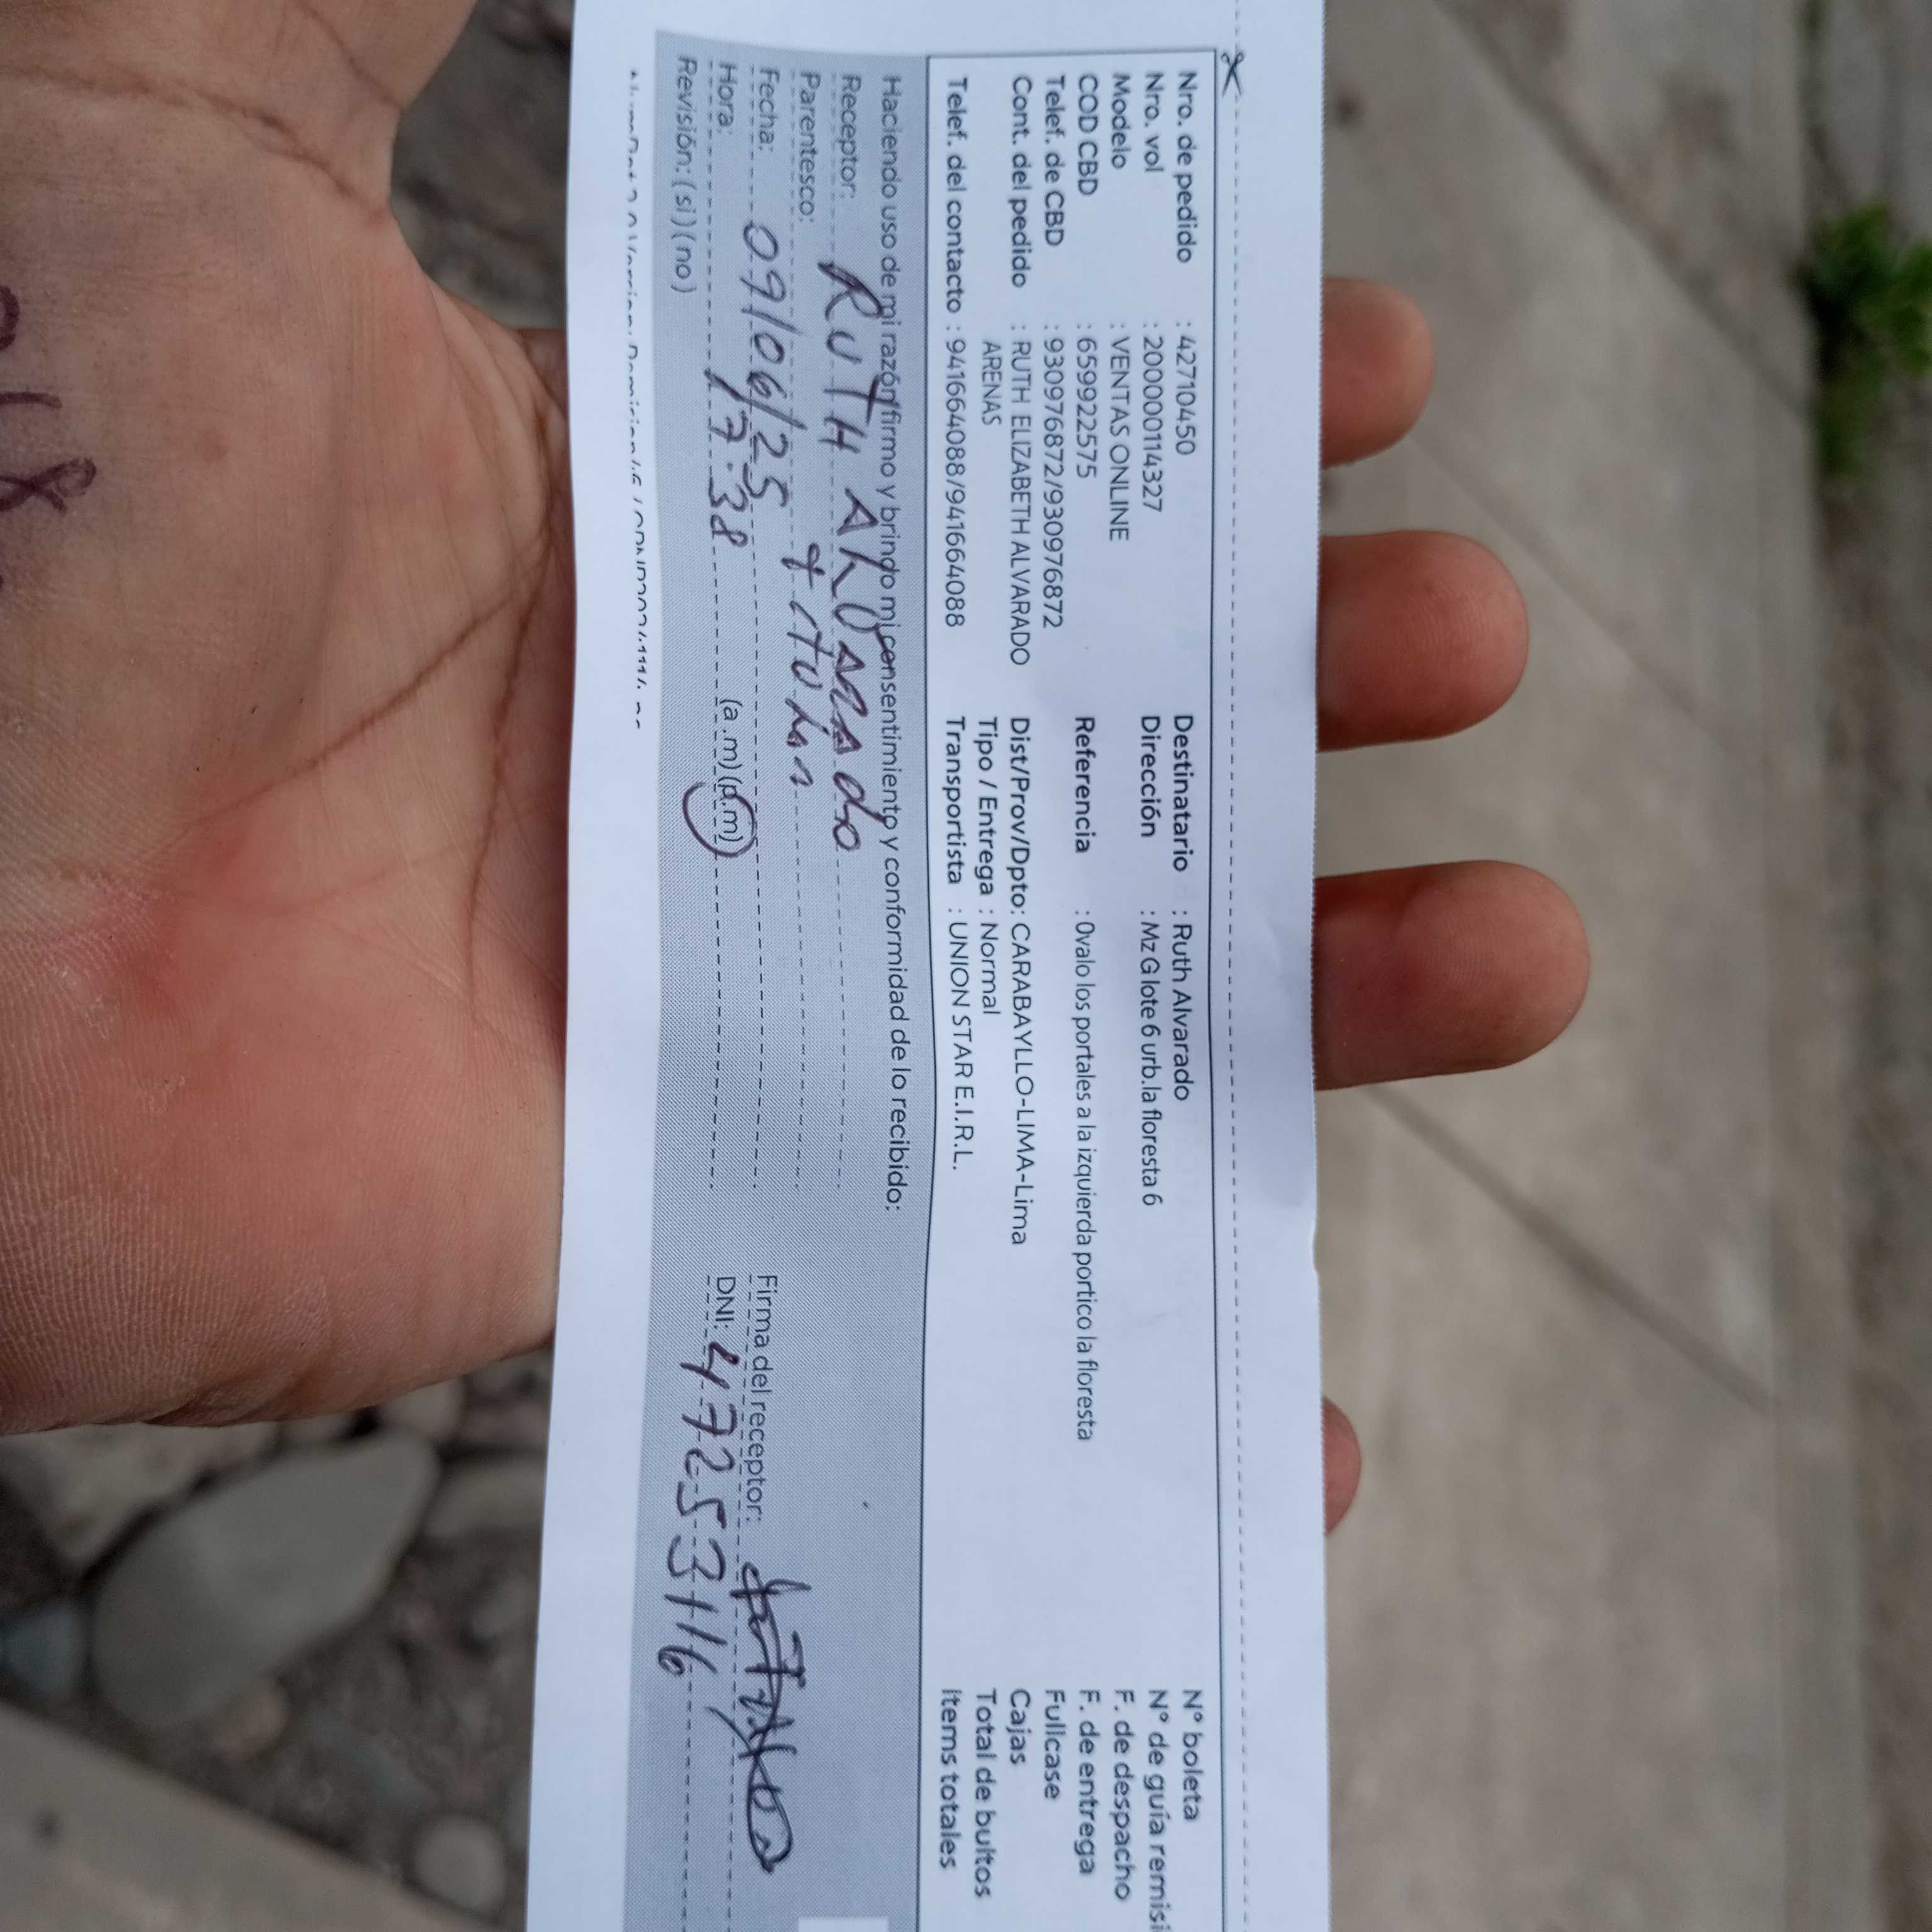 Nro. de pedido : 42710450
Nro. vol : 200000114327
Modelo : VENTAS ONLINE
COD CBD : 659922575
Telef. de CBD : 930976872/930976872
Cont. del pedido : RUTH ELIZABETH ALVARADO
ARENAS
Telef. del contacto : 941664088/941664088
Destinatario : Ruth Alvarado
Dirección : Mz G lote 6 urb.la floresta 6
Referencia : Ovalo los portales a la izquierda portico la floresta
Dist/Prov/Dpto: CARABAYLLO-LIMA-Lima
Tipo / Entrega : Normal
Transportista : UNION STAR E.I.R.L.
N° boleta
N° de guía remisi
F. de despacho
F. de entrega
Fullcase
Cajas
Total de bultos
Items totales
Haciendo uso de mi razón firmo y brindo mi consentimiento y conformidad de lo recibido:
Receptor: RUTH
Parentesco:
Fecha: 09/06/25
Hora: 17:38 (a.m) (p.m)
Revisión: (si) (no)
Firma del receptor:
DNI: 47253116